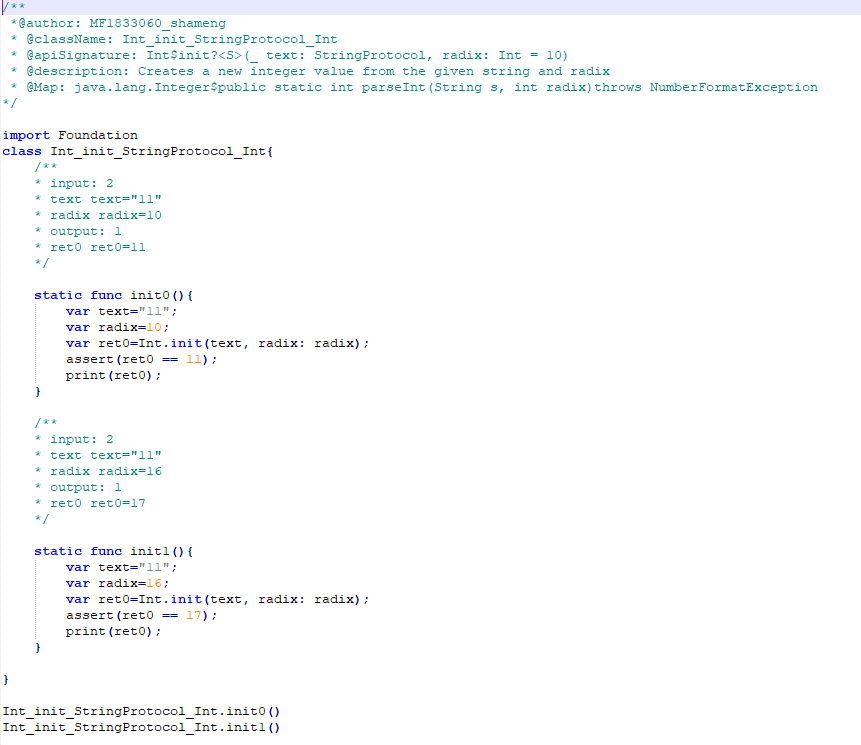 /**
 *@author: MF1833060_shameng
 * @className: Int_init_StringProtocol_Int
 * @apiSignature: Int$init?<S>(_ text: StringProtocol, radix: Int = 10)
 * @description: Creates a new integer value from the given string and radix
 * @Map: java.lang.Integer$public static int parseInt(String s, int radix)throws NumberFormatException
*/
import Foundation
class Int_init_StringProtocol_Int{
    /**
    * input: 2
    * text text="11"
    * radix radix=10
    * output: 1
    * ret0 ret0=11
    */
    static func init0(){
        var text="11";
        var radix=10;
        var ret0=Int.init(text, radix: radix);
        assert(ret0 == 11);
        print(ret0);
    }
    /**
    * input: 2
    * text text="11"
    * radix radix=16
    * output: 1
    * ret0 ret0=17
    */
    static func init1(){
        var text="11";
        var radix=16;
        var ret0=Int.init(text, radix: radix);
        assert(ret0 == 17);
        print(ret0);
    }
}
Int_init_StringProtocol_Int.init0()
Int_init_StringProtocol_Int.init1()